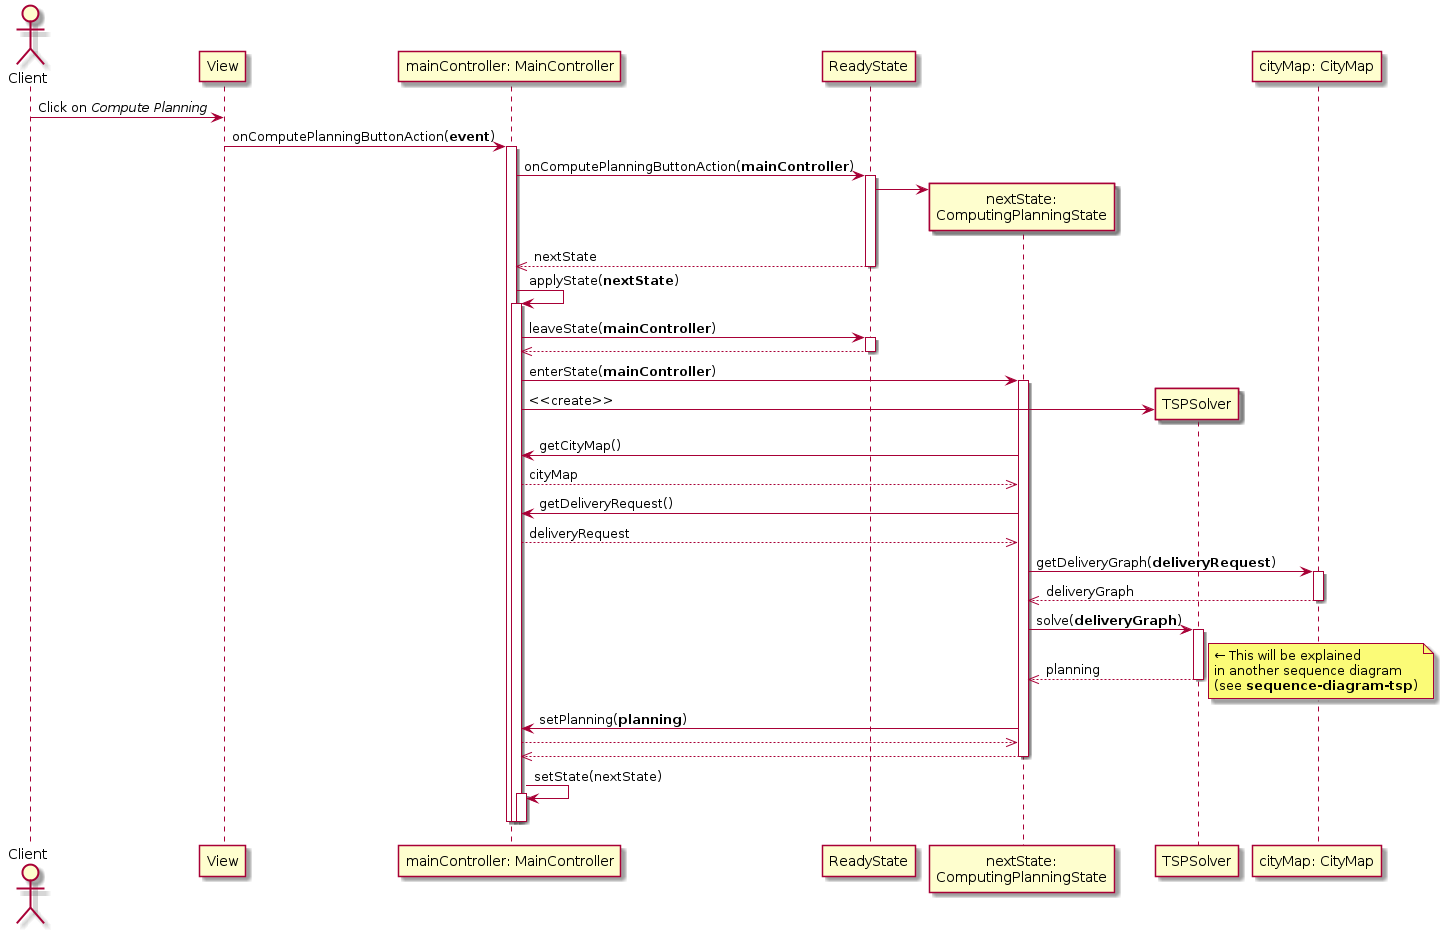 Client
View
mainController: MainController
ReadyState
cityMap: CityMap
Click on Compute Planning
onComputePlanningButtonAction(event)
onComputePlanningButtonAction(mainController)
nextState:
ComputingPlanningState
nextState
applyState(nextState)
leaveState(mainController)
enterState(mainController)
<<create>>
TSPSolver
getCityMap()
cityMap
getDeliveryRequest()
deliveryRequest
getDeliveryGraph(deliveryRequest)
deliveryGraph
solve(deliveryGraph)
← This will be explained
in another sequence diagram
(see sequence-diagram-tsp)
planning
setPlanning(planning)
setState(nextState)
Client
View
mainController: MainController
ReadyState
nextState:
ComputingPlanningState
TSPSolver
cityMap: CityMap